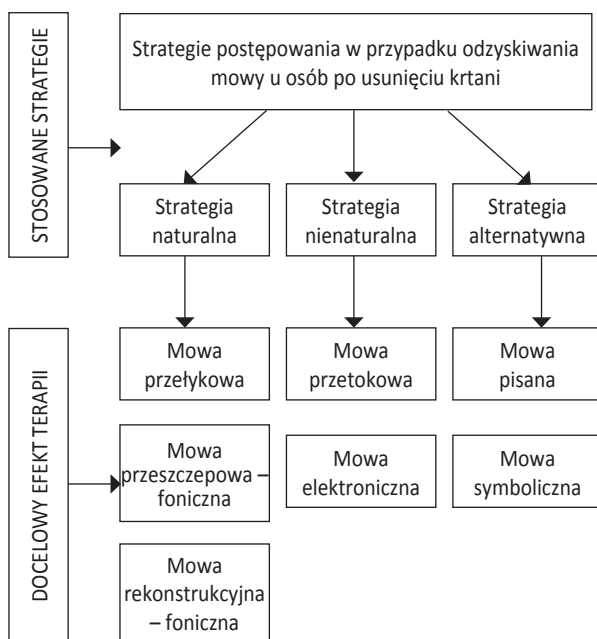 STOSOWANE STRATEGIE
Strategie postępowania w przypadku odzyskiwania
mowy u osób po usunięciu krtani
Strategia
naturalna
Strategia
nienaturalna
Strategia
alternatywna
DOCELOWY EFEKT TERAPII
Mowa
przełykowa
Mowa
przetokowa
Mowa
pisana
Mowa
przeszczepowa –
foniczna
Mowa
elektroniczna
Mowa
symboliczna
Mowa
rekonstrukcyjna
– foniczna